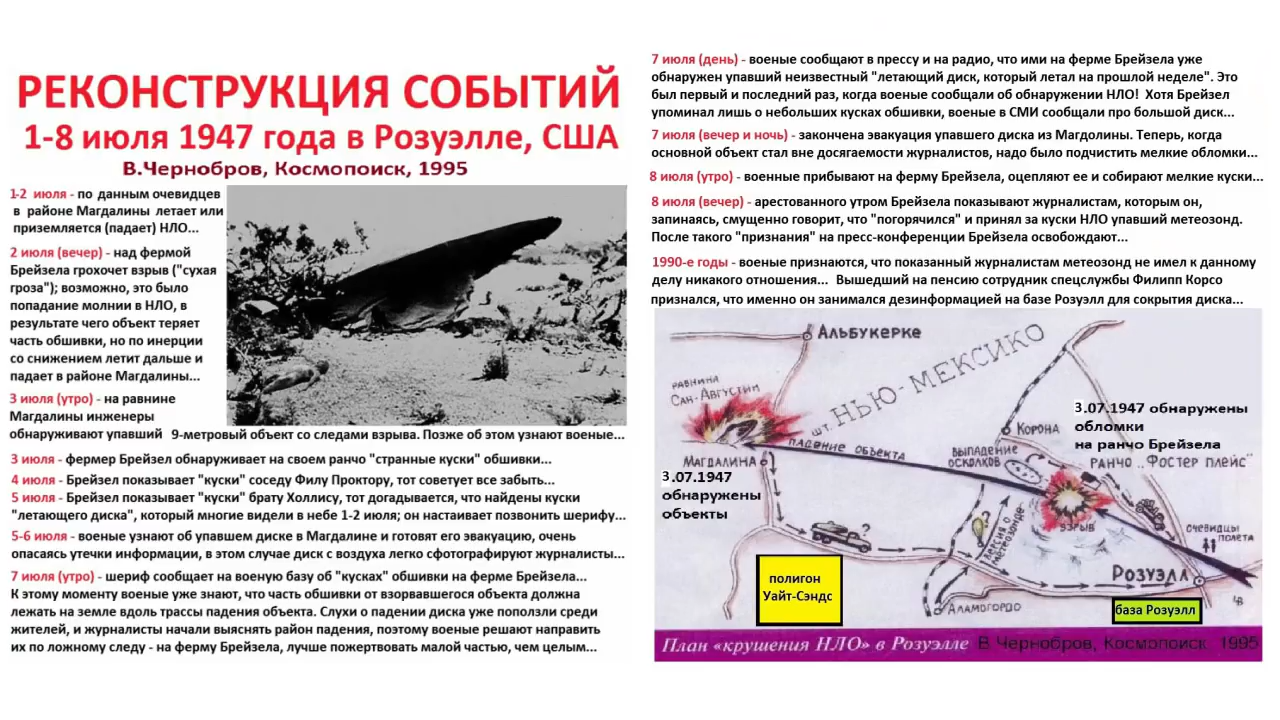 РЕКОНСТРУКЦИЯ СОБЫТИЙ
1-8 июля 1947 года в Розуэлле, США
В.Чернобров, Космопоиск, 1995
1-2 июля - по данным очевидцев
в районе Магдалины летает или
приземляется (падает) НЛО...
2 июля (вечер) - над фермой
Брейзела грохочет взрыв ("сухая
гроза"); возможно, это было
попадание молнии в НЛО, в
результате чего объект теряет
часть обшивки, но по инерции
со снижением летит дальше и
падает в районе Магдалины...
3 июля (утро) - на равнине
Магдалины инженеры
обнаруживают упавший 9-метровый объект со следами взрыва. Позже об этом узнают военые...
3 июля - фермер Брейзел обнаруживает на своем ранчо "странные куски" обшивки...
4 июля - Брейзел показывает "куски" соседу Филу Проктору, тот советует все забыть...
5 июля - Брейзел показывает "куски" брату Холлису, тот догадывается, что найдены куски
"летающего диска", который многие видели в небе 1-2 июля; он настаивает позвонить шерифу...
5-6 июля - военые узнают об упавшем диске в Магдалине и готовят его эвакуацию, очень
опасаясь утечки информации, в этом случае диск с воздуха легко сфотографируют журналисты...
7 июля (утро) - шериф сообщает на военую базу об "кусках" обшивки на ферме Брейзела...
К этому моменту военые уже знают, что часть обшивки от взорвавшегося объекта должна
лежать на земле вдоль трассы падения объекта. Слухи о падении диска уже поползли среди
жителей, и журналисты начали выяснять район падения, поэтому военые решают направить
их по ложному следу - на ферму Брейзела, лучше пожертвовать малой частью, чем целым...
7 июля (день) - военые сообщают в прессу и на радио, что ими на ферме Брейзела уже
обнаружен упавший неизвестный "летающий диск, который летал на прошлой неделе". Это
был первый и последний раз, когда военые сообщали об обнаружении НЛО! Хотя Брейзел
упоминал лишь о небольших кусках обшивки, военые в СМИ сообщали про большой диск...
7 июля (вечер и ночь) - закончена эвакуация упавшего диска из Магдолины. Теперь, когда
основной объект стал вне досягаемости журналистов, надо было подчистить мелкие обломки...
8 июля (утро) - военные прибывают на ферму Брейзела, оцепляют ее и собирают мелкие куски...
8 июля (вечер) - арестованного утром Брейзела показывают журналистам, которым он,
запинаясь, смущенно говорит, что "погорячился" и принял за куски НЛО упавший метеозонд.
После такого "признания" на пресс-конференции Брейзела освобождают...
1990-е годы - военые признаются, что показанный журналистам метеозонд не имел к данному
делу никакого отношения... Вышедший на пенсию сотрудник спецслужбы Филипп Корсо
признался, что именно он занимался дезинформацией на базе Розуэлл для сокрытия диска...
АЛЬБУКЕРКЕ
РАВНИНА
САН-АВГУСТИН
ШТ. НЬЮ-МЕКСИКО
3.07.1947 обнаружены
обломки
на ранчо Брейзела
КОРОНА
ПАДЕНИЕ ОБЪЕКТА
ВЫПАДЕНИЕ
ОСКОЛКОВ
РАНЧО „ФОСТЕР ПЛЕЙС"
МАГДАЛИНА
3.07.1947
обнаружены
объекты
?
?
ВЕРСИЯ О
МЕТЕОЗОНДЕ
ВЗРЫВ
ОЧЕВИДЦЫ
ПОЛЕТА
полигон
Уайт-Сэндс
РОЗУЭЛЛ
АЛАМОГОРДО
база Розуэлл
План «крушения НЛО» в Розуэлле В.Чернобров, Космопоиск 1995